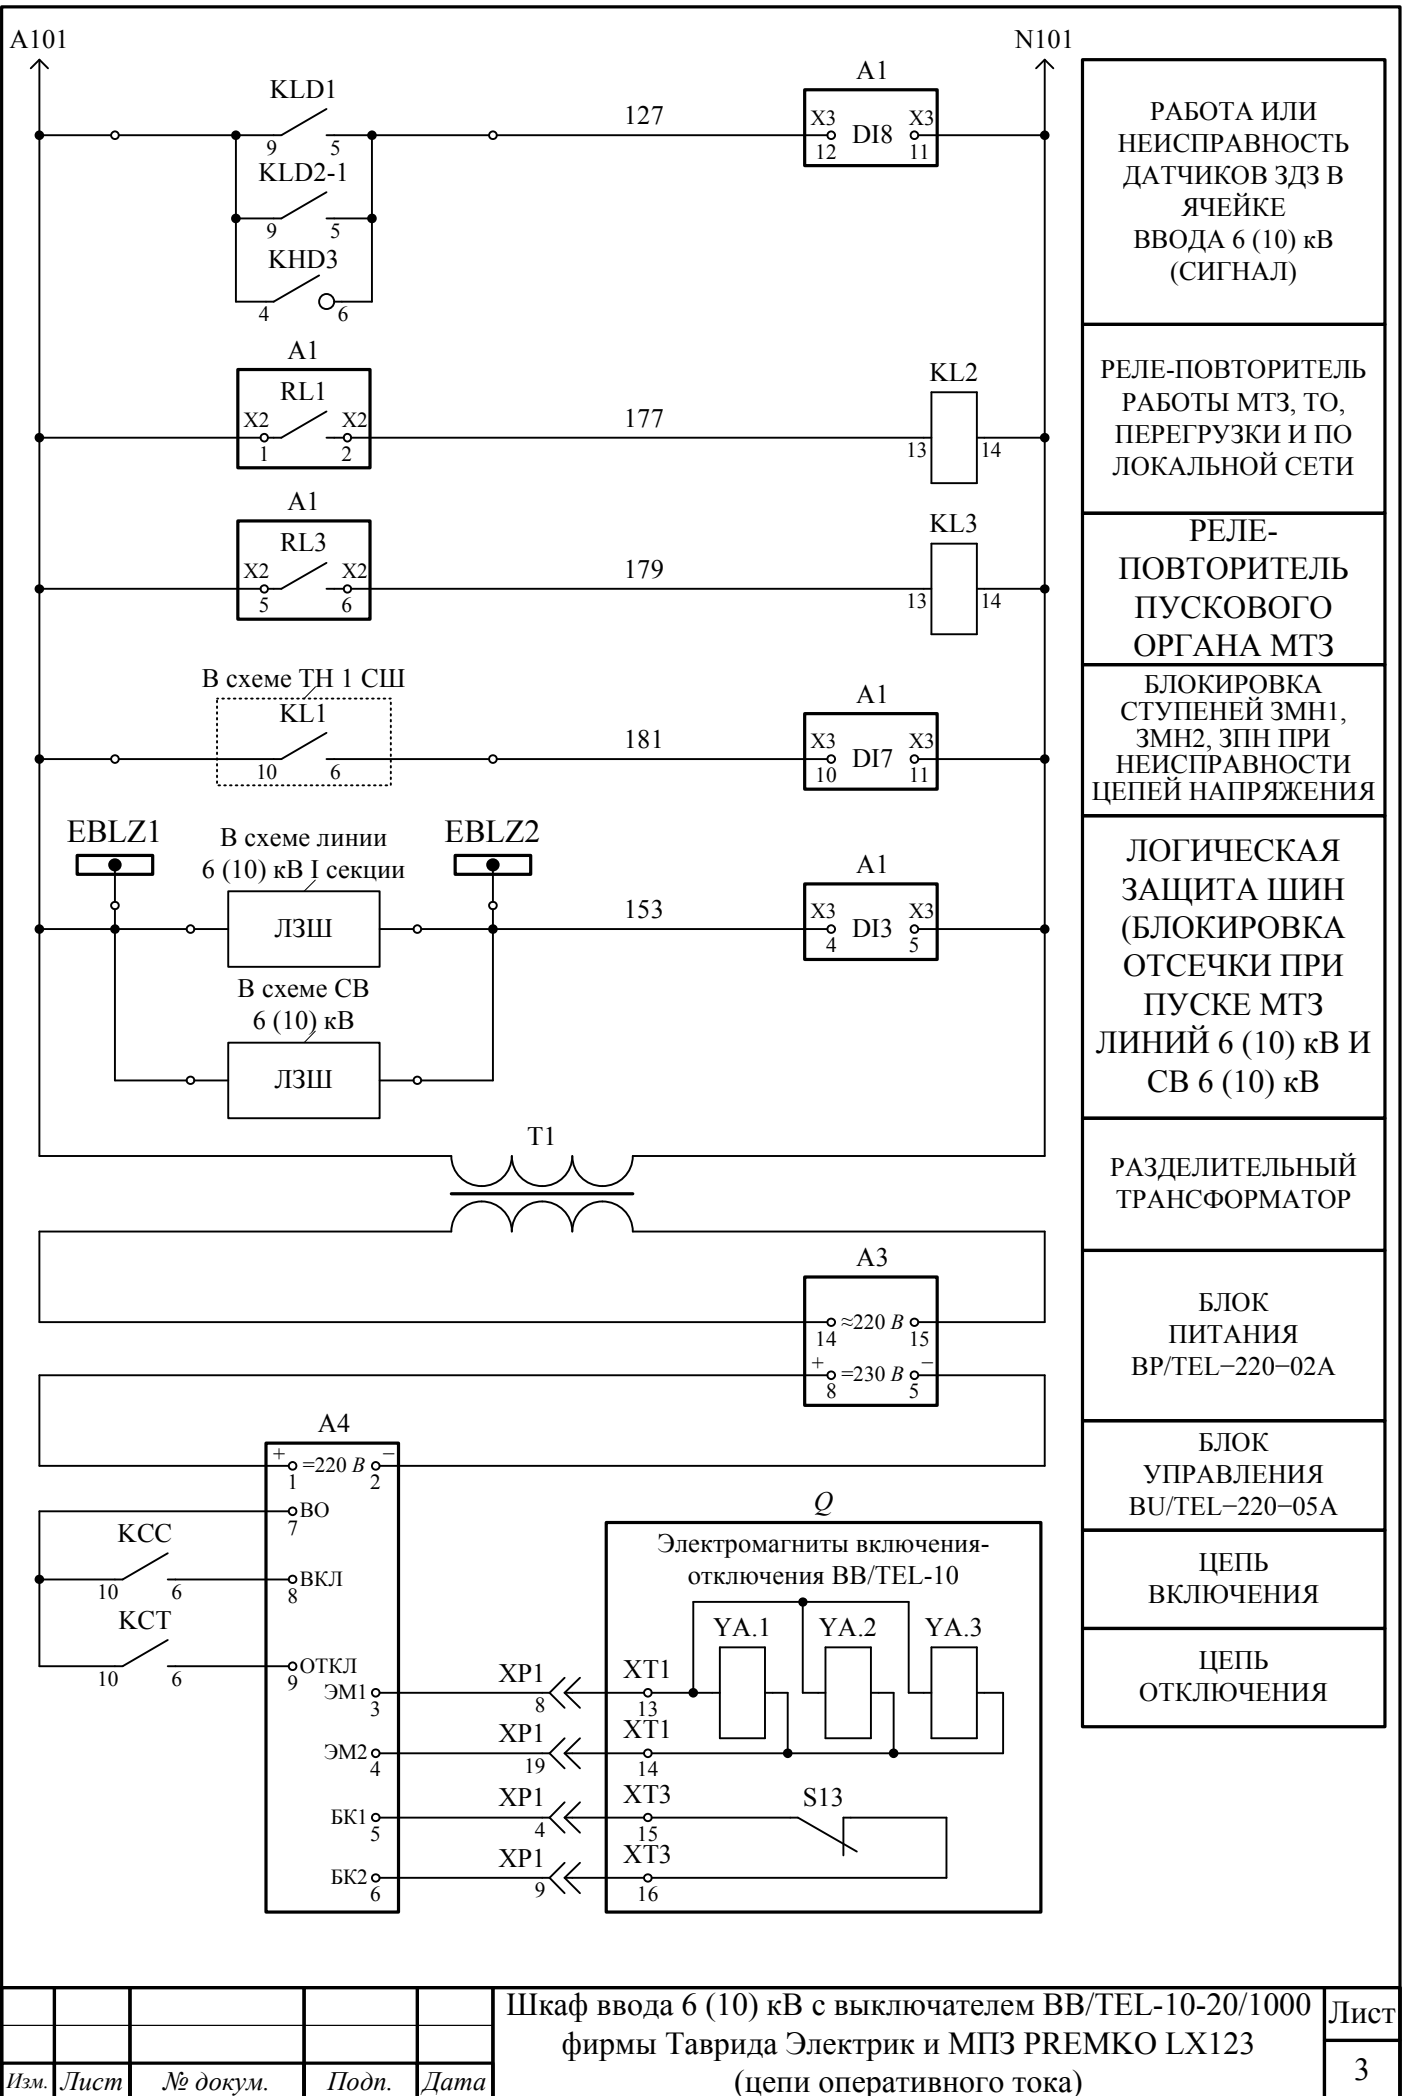 A101
N101
KLD1
9
5
127
A1
X3
12
DI8
X3
11
РАБОТА ИЛИ
НЕИСПРАВНОСТЬ
ДАТЧИКОВ ЗДЗ В
ЯЧЕЙКЕ
ВВОДА 6 (10) кВ
(СИГНАЛ)
KLD2-1
9
5
KHD3
4
6
A1
RL1
X2
1
X2
2
177
KL2
13
14
РЕЛЕ-ПОВТОРИТЕЛЬ
РАБОТЫ МТЗ, ТО,
ПЕРЕГРУЗКИ И ПО
ЛОКАЛЬНОЙ СЕТИ
A1
RL3
X2
5
X2
6
179
KL3
13
14
РЕЛЕ-
ПОВТОРИТЕЛЬ
ПУСКОВОГО
ОРГАНА МТЗ
В схеме ТН 1 СШ
KL1
10
6
181
A1
X3
10
DI7
X3
11
БЛОКИРОВКА
СТУПЕНЕЙ ЗМН1,
ЗМН2, ЗПН ПРИ
НЕИСПРАВНОСТИ
ЦЕПЕЙ НАПРЯЖЕНИЯ
EBLZ1
В схеме линии
6 (10) кВ I секции
ЛЗШ
EBLZ2
153
A1
X3
4
DI3
X3
5
В схеме СВ
6 (10) кВ
ЛЗШ
ЛОГИЧЕСКАЯ
ЗАЩИТА ШИН
(БЛОКИРОВКА
ОТСЕЧКИ ПРИ
ПУСКЕ МТЗ
ЛИНИЙ 6 (10) кВ И
СВ 6 (10) кВ
T1
РАЗДЕЛИТЕЛЬНЫЙ
ТРАНСФОРМАТОР
A3
14
≈220 В
15
+
8
=230 В
–
5
БЛОК
ПИТАНИЯ
BP/TEL−220−02A
A4
+
1
=220 В
–
2
БЛОК
УПРАВЛЕНИЯ
BU/TEL−220−05A
ВО
7
KCC
10
6
ВКЛ
8
ЦЕПЬ
ВКЛЮЧЕНИЯ
KCT
10
6
ОТКЛ
9
ЦЕПЬ
ОТКЛЮЧЕНИЯ
Q
Электромагниты включения-
отключения BB/TEL-10
YA.1
YA.2
YA.3
ЭМ1
3
XP1
8
XT1
13
ЭМ2
4
XP1
19
XT1
14
БК1
5
XP1
4
XT3
15
S13
БК2
6
XP1
9
XT3
16
Изм.
Лист
№ докум.
Подп.
Дата
Шкаф ввода 6 (10) кВ с выключателем BB/TEL-10-20/1000
фирмы Таврида Электрик и МПЗ PREMKO LX123
(цепи оперативного тока)
Лист
3